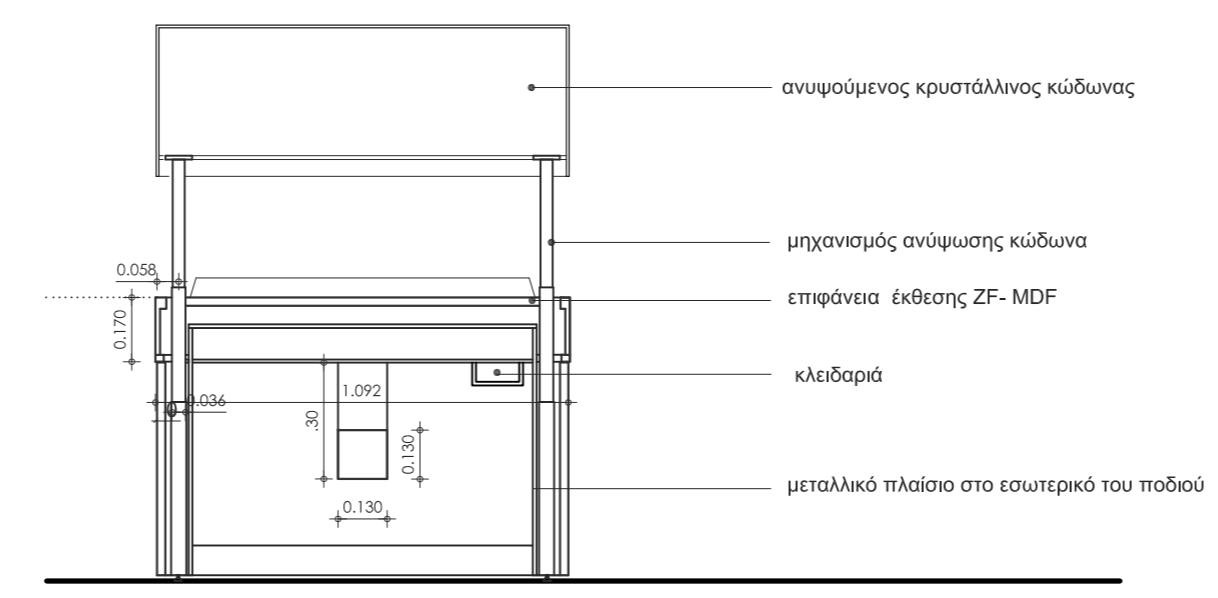 ανυψούμενος κρυστάλλινος κώδωνας
μηχανισμός ανύψωσης κώδωνα
0.058
επιφάνεια έκθεσης ZF- MDF
0.170
κλειδαριά
1.092
0.036
.30
0.130
μεταλλικό πλαίσιο στο εσωτερικό του ποδιού
0.130